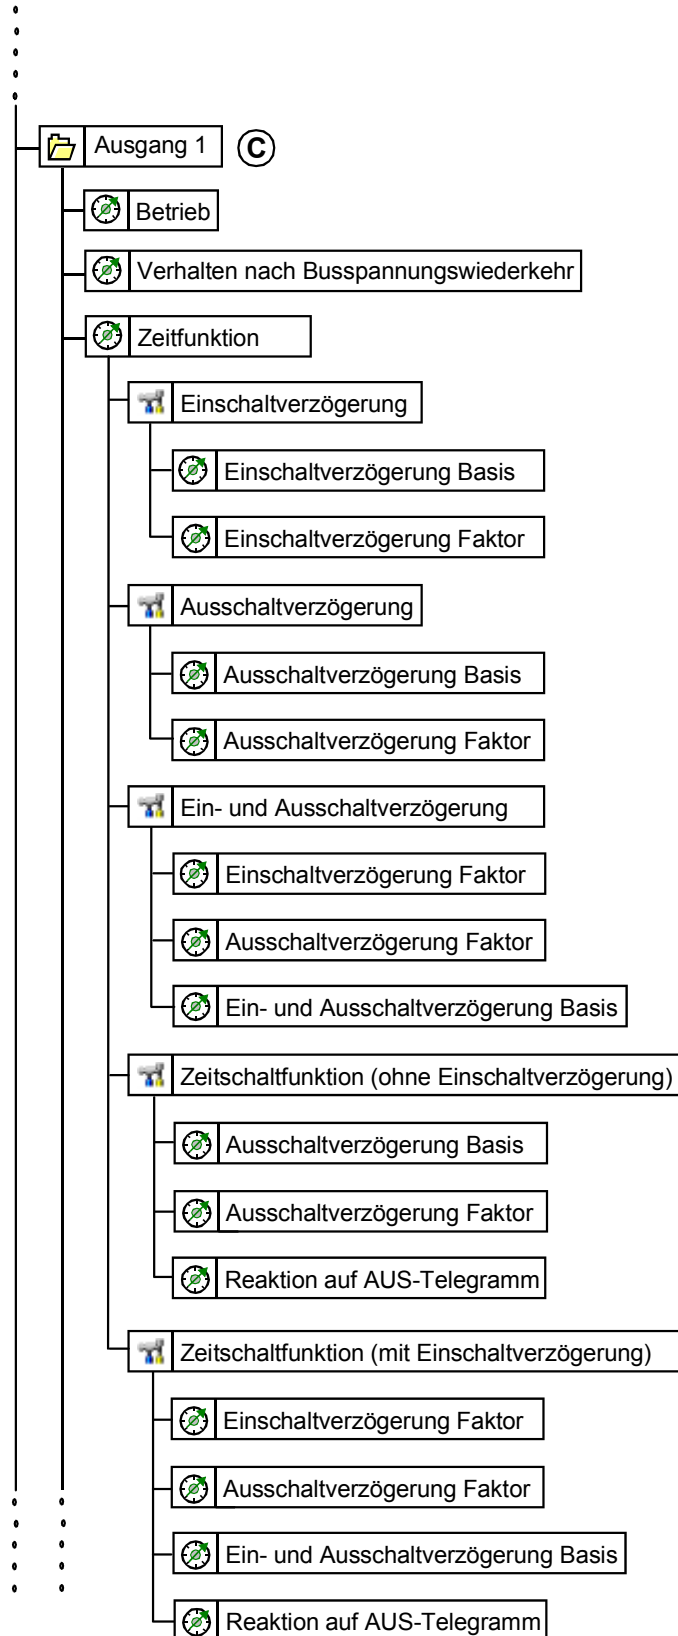 Ausgang 1 C
Betrieb
Verhalten nach Busspannungswiederkehr
Zeitfunktion
Einschaltverzögerung
Einschaltverzögerung Basis
Einschaltverzögerung Faktor
Ausschaltverzögerung
Ausschaltverzögerung Basis
Ausschaltverzögerung Faktor
Ein- und Ausschaltverzögerung
Einschaltverzögerung Faktor
Ausschaltverzögerung Faktor
Ein- und Ausschaltverzögerung Basis
Zeitschaltfunktion (ohne Einschaltverzögerung)
Ausschaltverzögerung Basis
Ausschaltverzögerung Faktor
Reaktion auf AUS-Telegramm
Zeitschaltfunktion (mit Einschaltverzögerung)
Einschaltverzögerung Faktor
Ausschaltverzögerung Faktor
Ein- und Ausschaltverzögerung Basis
Reaktion auf AUS-Telegramm